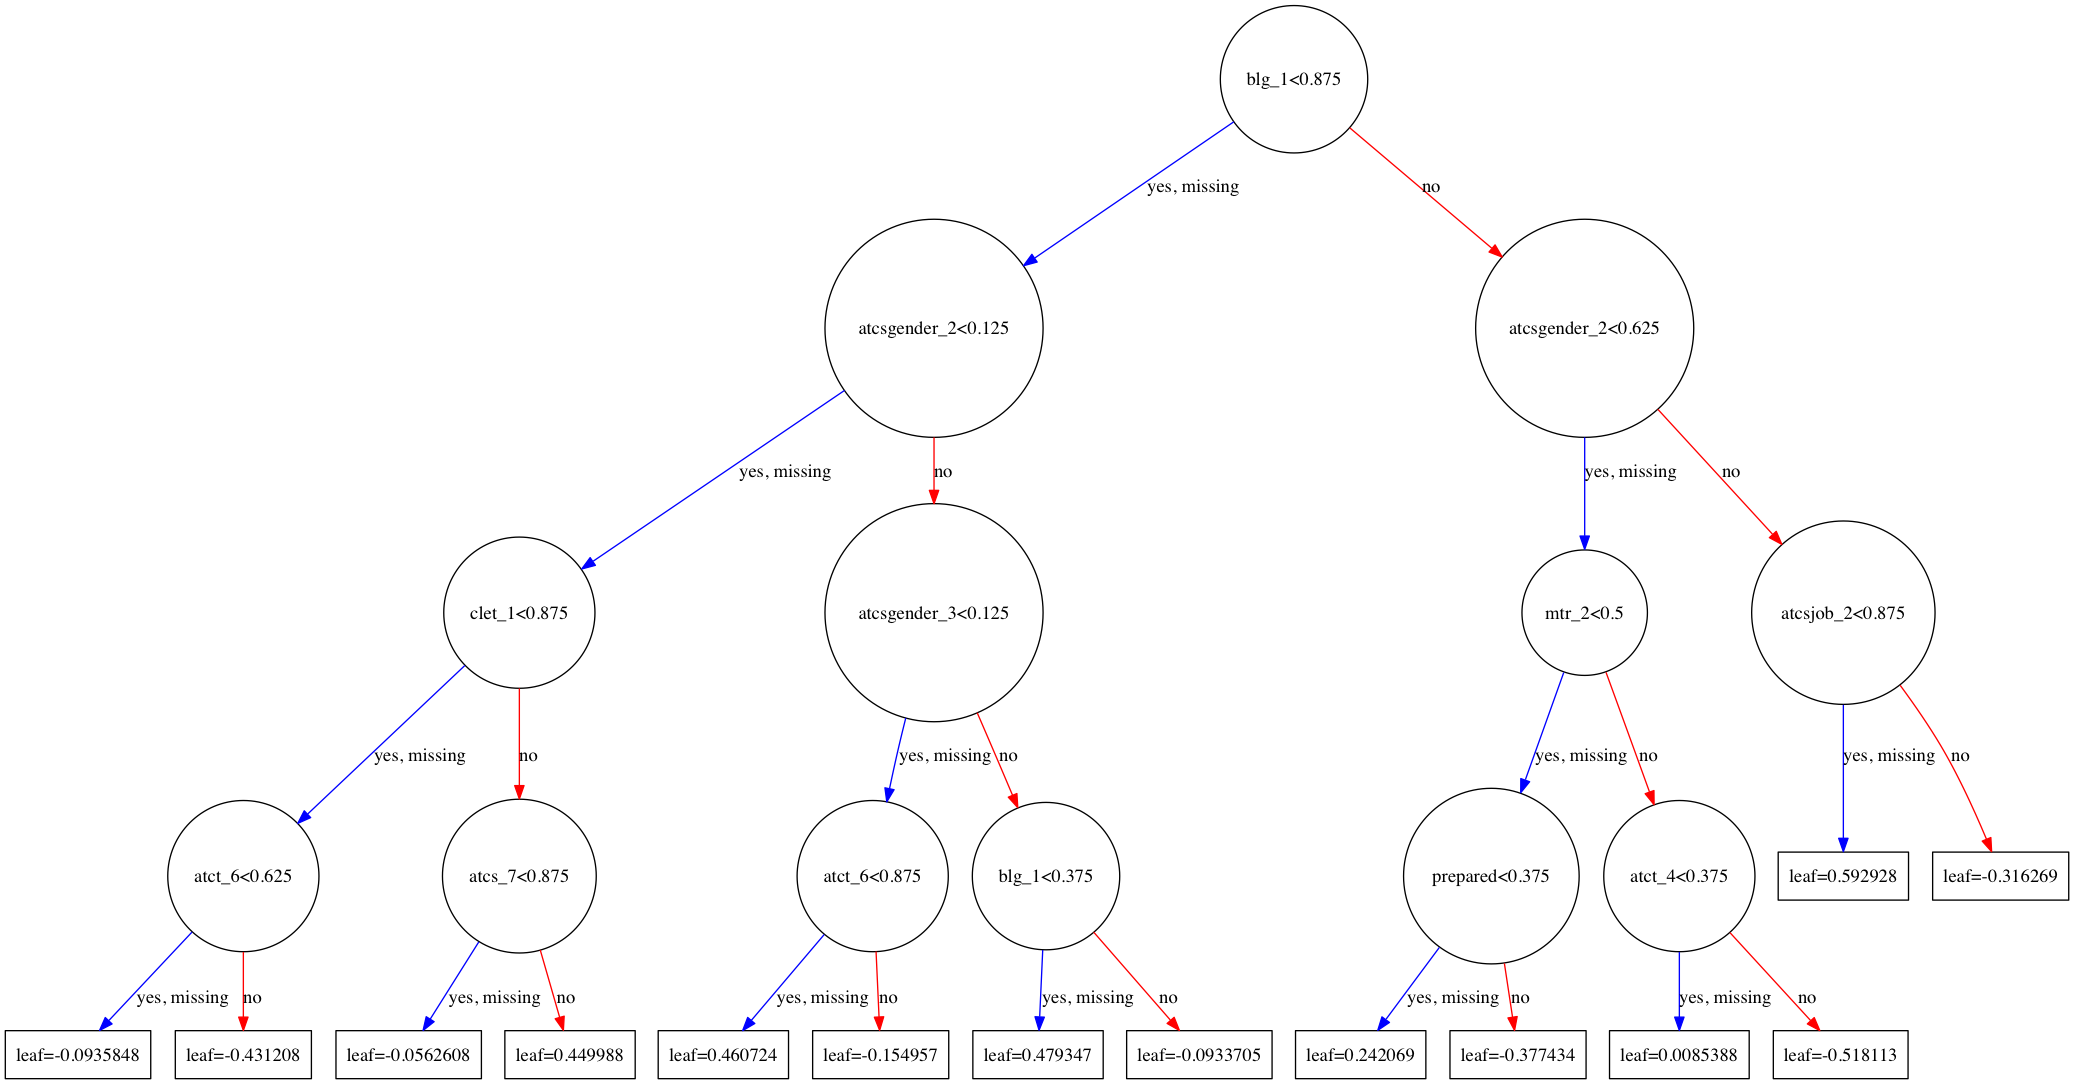 blg_1<0.875
yes, missing
no
atcsgender_2<0.125
atcsgender_2<0.625
yes, missing
no
yes, missing
no
clet_1<0.875
atcsgender_3<0.125
mtr_2<0.5
atcsjob_2<0.875
yes, missing
no
yes, missing
no
yes, missing
no
yes, missing
no
atct_6<0.625
atcs_7<0.875
atct_6<0.875
blg_1<0.375
prepared<0.375
atct_4<0.375
leaf=0.592928
leaf=-0.316269
yes, missing
no
yes, missing
no
yes, missing
no
yes, missing
no
yes, missing
no
yes, missing
no
leaf=-0.0935848
leaf=-0.431208
leaf=-0.0562608
leaf=0.449988
leaf=0.460724
leaf=-0.154957
leaf=0.479347
leaf=-0.0933705
leaf=0.242069
leaf=-0.377434
leaf=0.0085388
leaf=-0.518113